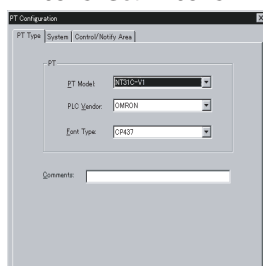 PT Configuration X
PT Type System Control/Notify Area
PT
PT Model: NT31C-V1
PLC Vendor: OMRON
Font Type: CP437
Comments: